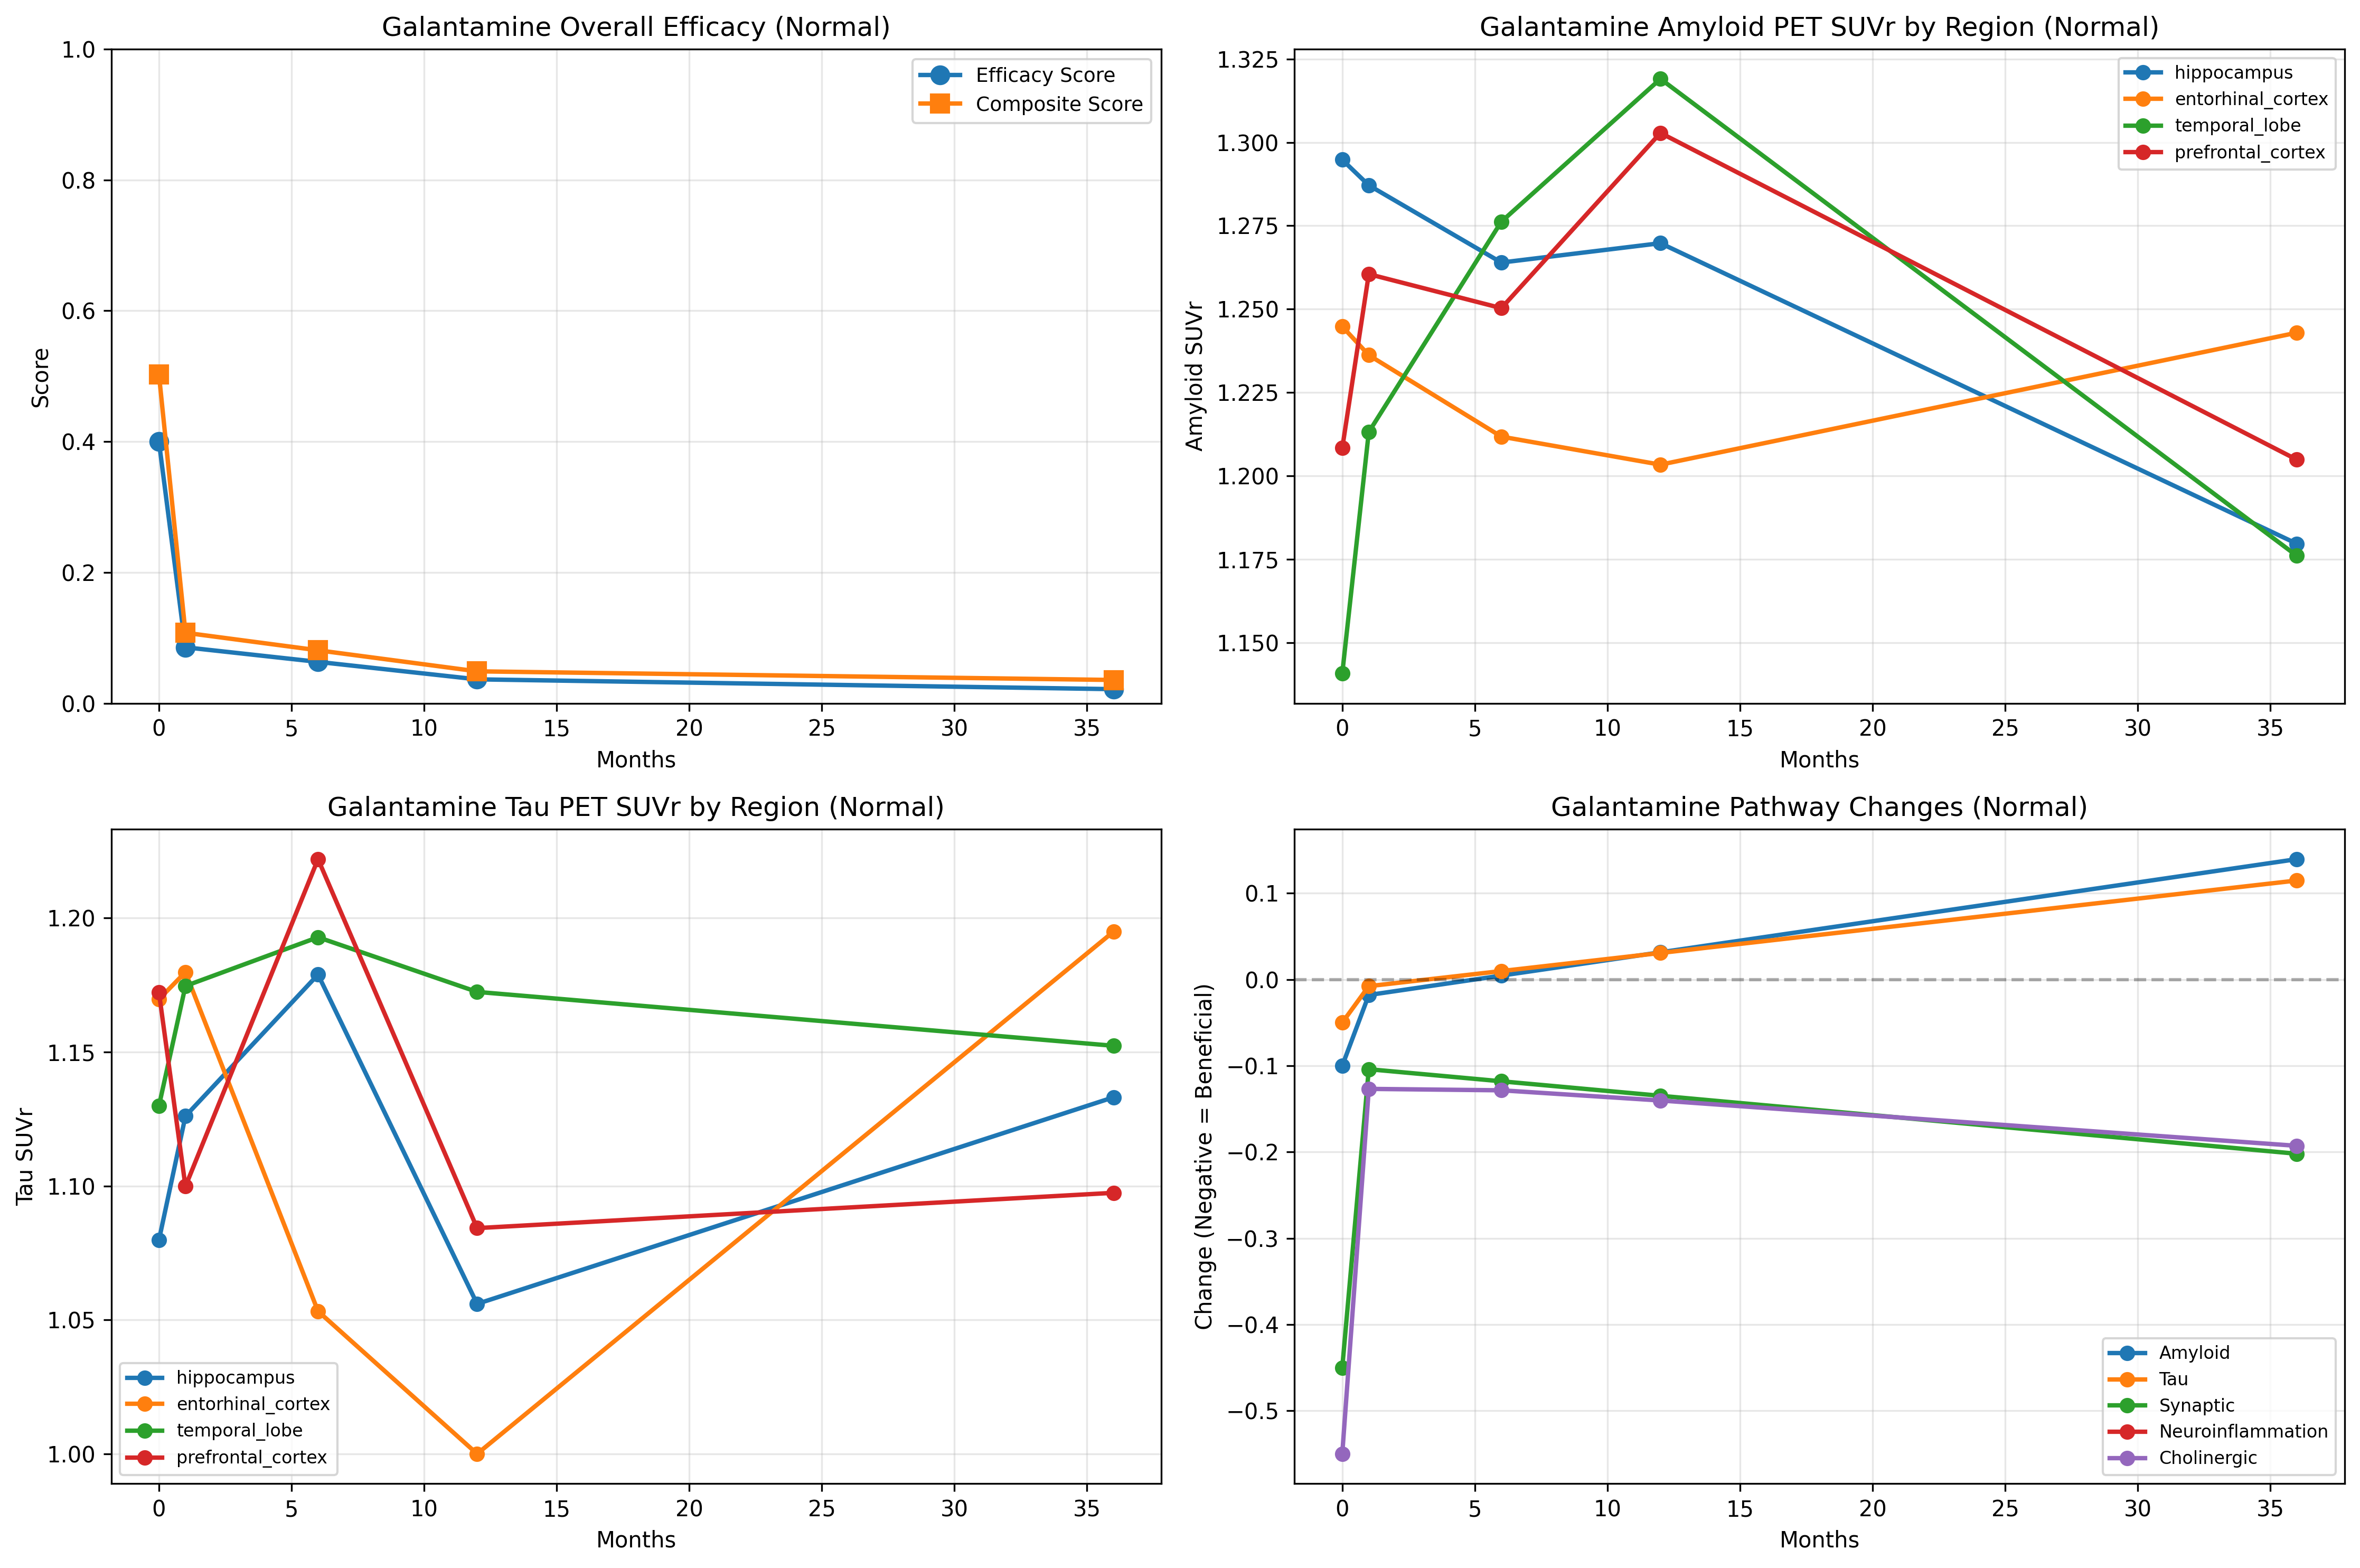 Galantamine Overall Efficacy (Normal)
Score
1.0
0.8
0.6
0.4
0.2
0.0
0 5 10 15 20 25 30 35
Months
Efficacy Score
Composite Score
Galantamine Amyloid PET SUVr by Region (Normal)
Amyloid SUVr
1.325
1.300
1.275
1.250
1.225
1.200
1.175
1.150
0 5 10 15 20 25 30 35
Months
hippocampus
entorhinal_cortex
temporal_lobe
prefrontal_cortex
Galantamine Tau PET SUVr by Region (Normal)
Tau SUVr
1.20
1.15
1.10
1.05
1.00
0 5 10 15 20 25 30 35
Months
hippocampus
entorhinal_cortex
temporal_lobe
prefrontal_cortex
Galantamine Pathway Changes (Normal)
Change (Negative = Beneficial)
0.1
0.0
−0.1
−0.2
−0.3
−0.4
−0.5
0 5 10 15 20 25 30 35
Months
Amyloid
Tau
Synaptic
Neuroinflammation
Cholinergic